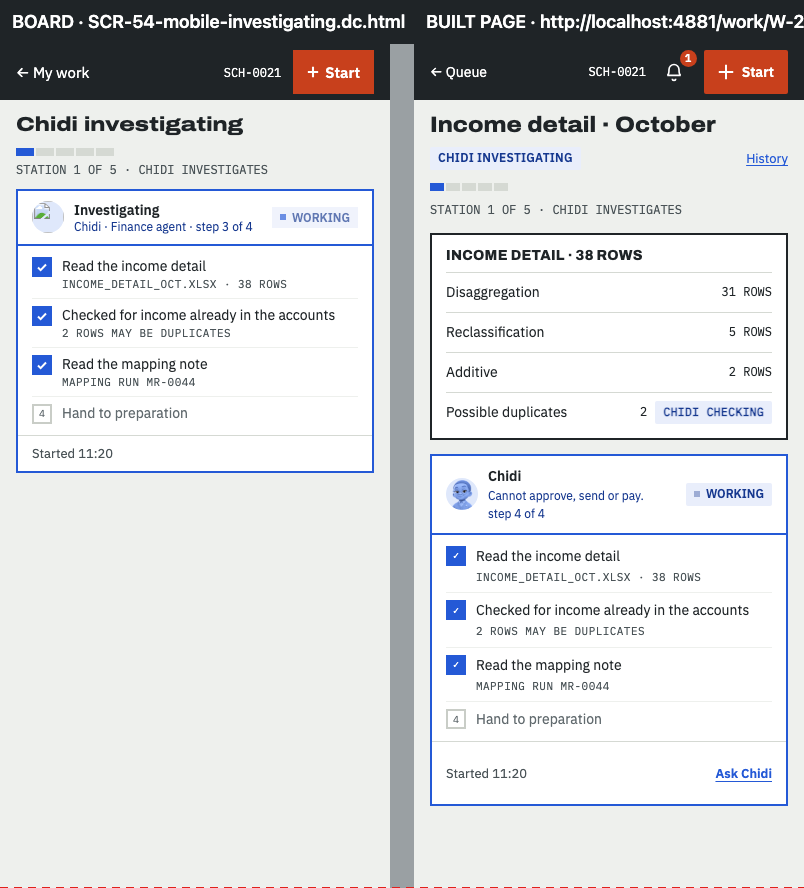 BOARD · SCR-54-mobile-investigating.dc.html
← My work
SCH-0021
+ Start
Chidi investigating
STATION 1 OF 5 · CHIDI INVESTIGATES
Investigating
Chidi · Finance agent · step 3 of 4
WORKING
Read the income detail
INCOME_DETAIL_OCT.XLSX · 38 ROWS
Checked for income already in the accounts
2 ROWS MAY BE DUPLICATES
Read the mapping note
MAPPING RUN MR-0044
4
Hand to preparation
Started 11:20
BUILT PAGE · http://localhost:4881/work/W-2
← Queue
SCH-0021
1
+ Start
Income detail · October
CHIDI INVESTIGATING
History
STATION 1 OF 5 · CHIDI INVESTIGATES
INCOME DETAIL · 38 ROWS
Disaggregation
31 ROWS
Reclassification
5 ROWS
Additive
2 ROWS
Possible duplicates
2
CHIDI CHECKING
Chidi
Cannot approve, send or pay.
step 4 of 4
WORKING
Read the income detail
INCOME_DETAIL_OCT.XLSX · 38 ROWS
Checked for income already in the accounts
2 ROWS MAY BE DUPLICATES
Read the mapping note
MAPPING RUN MR-0044
4
Hand to preparation
Started 11:20
Ask Chidi